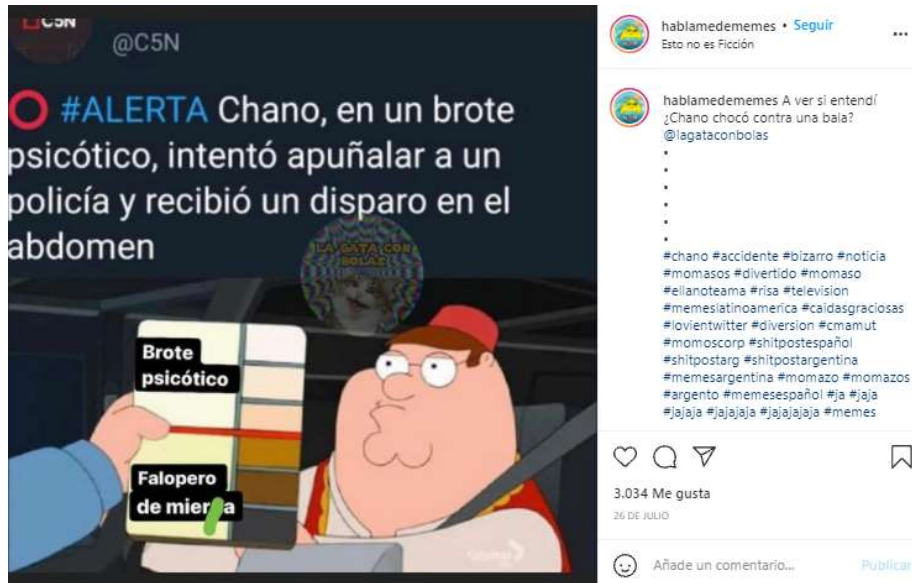 C5N
@C5N
#ALERTA Chano, en un brote
psicótico, intentó apuñalar a un
policía y recibió un disparo en el
abdomen
LA GATA CON
BOLAS
Brote
psicótico
Falopero
de mierda
hablamedememes • Seguir
Esto no es Ficción
...
hablamedememes A ver si entendí
¿Chano chocó contra una bala?
@lagataconbolas
•
•
•
•
•
•
#chano #accidente #bizarro #noticia
#momasos #divertido #momaso
#ellanoteama #risa #television
#memeslatinoamerica #caidasgraciosas
#lovientwitter #diversion #cmamut
#momoscorp #shitpostespañol
#shitpostarg #shitpostargentina
#memesargentina #momazo #momazos
#argento #memesespañol #ja #jaja
#jajaja #jajajaja #jajajajaja #memes
3.034 Me gusta
26 DE JULIO
Añade un comentario...
Publicar